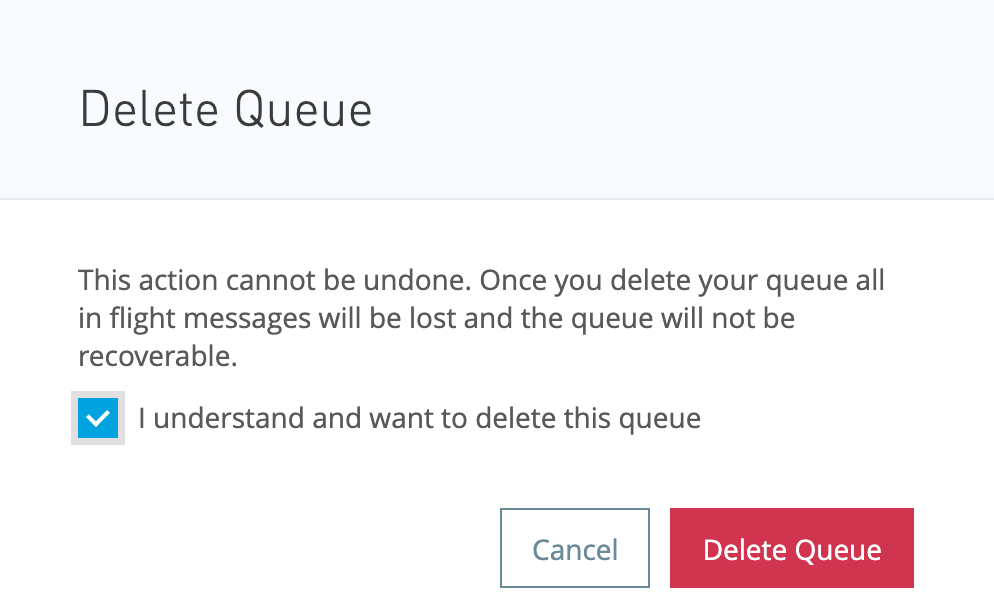 Delete Queue
This action cannot be undone. Once you delete your queue all
in flight messages will be lost and the queue will not be
recoverable.
I understand and want to delete this queue
Cancel
Delete Queue